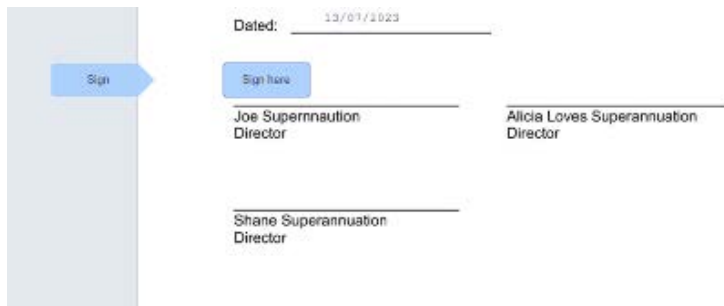 Dated: 13/07/2023
Sign
Sign here
Joe Supernnaution
Director
Alicia Loves Superannuation
Director
Shane Superannuation
Director